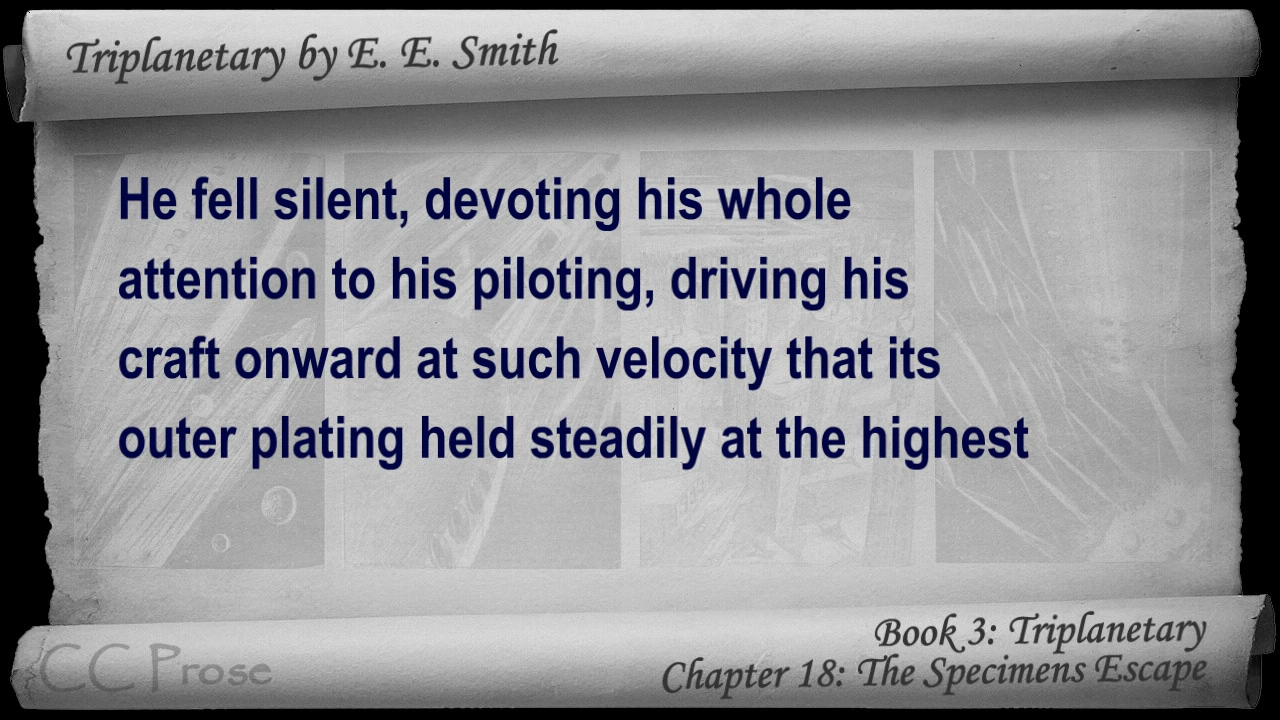 Triplanetary by E. E. Smith
He fell silent, devoting his whole
attention to his piloting, driving his
craft onward at such velocity that its
outer plating held steadily at the highest
Book 3: Triplanetary
Chapter 18: The Specimens Escape
CC Prose